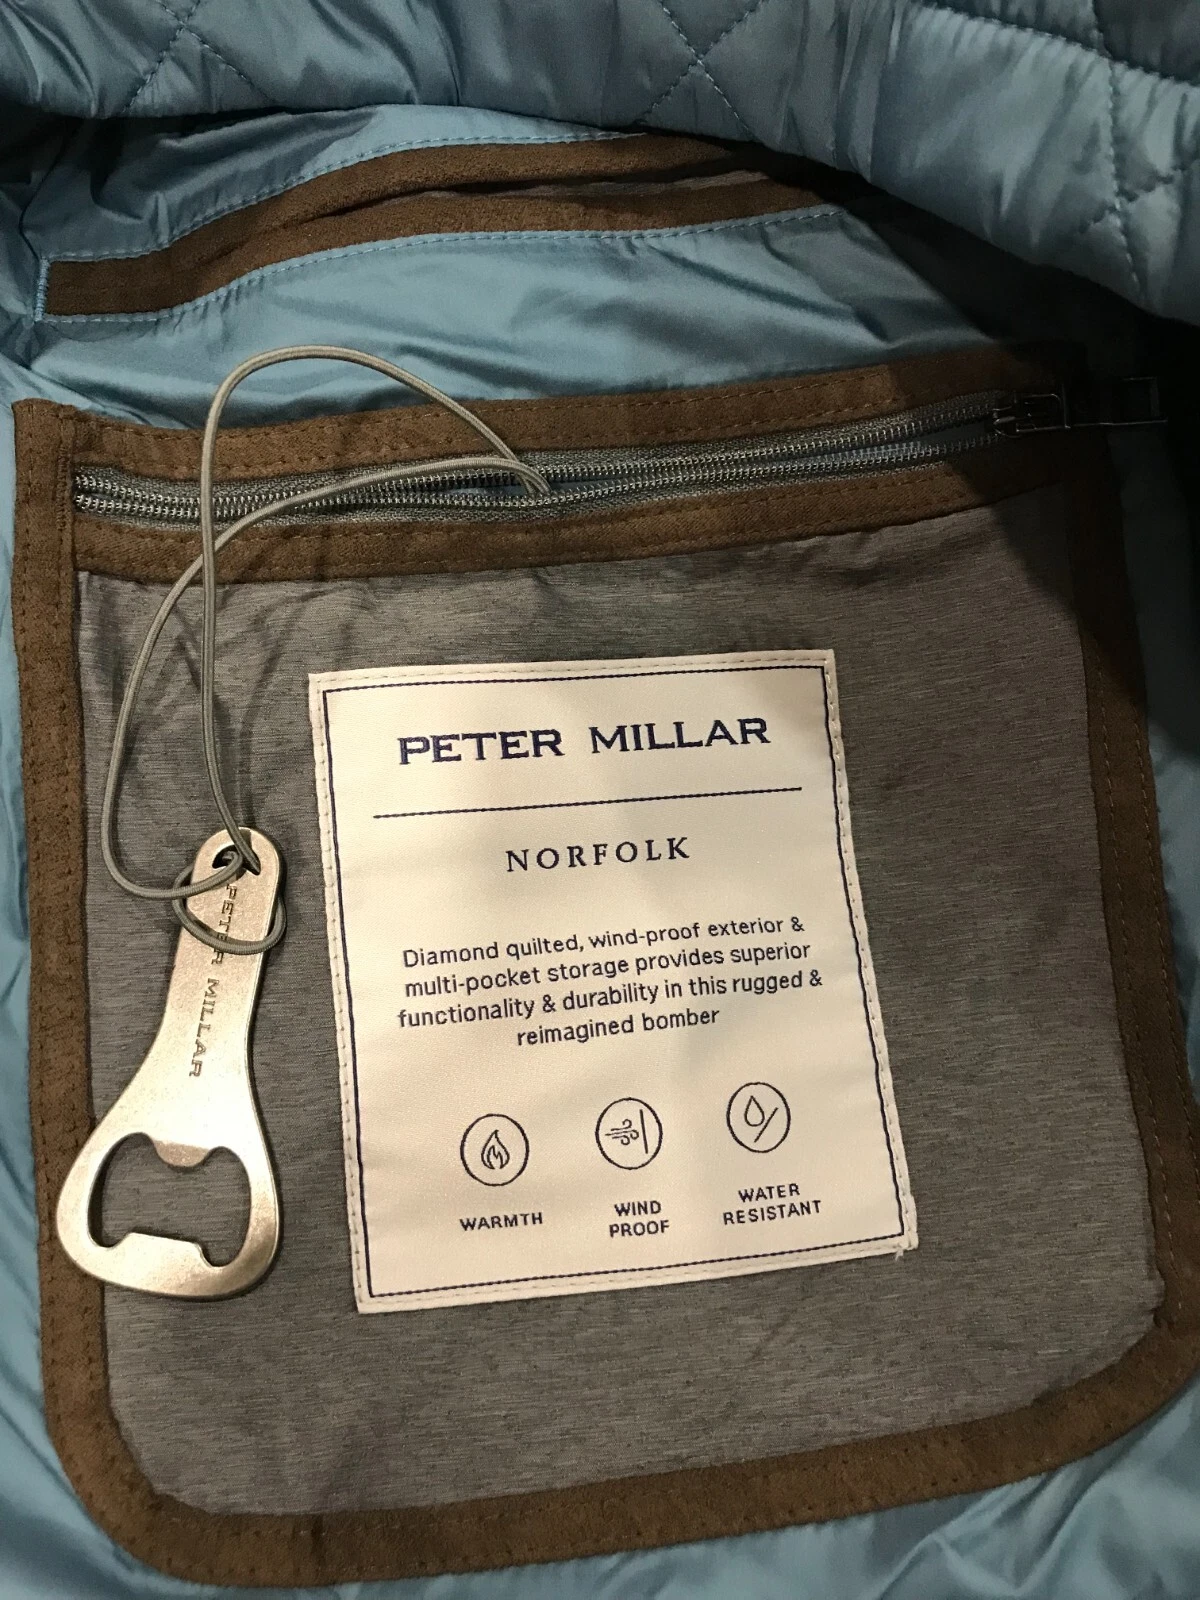 PETER MILLAR
NORFOLK
Diamond quilted, wind-proof exterior &
multi-pocket storage provides superior
functionality & durability in this rugged &
reimagined bomber
WARMTH
WIND
PROOF
WATER
RESISTANT
PETER MILLAR